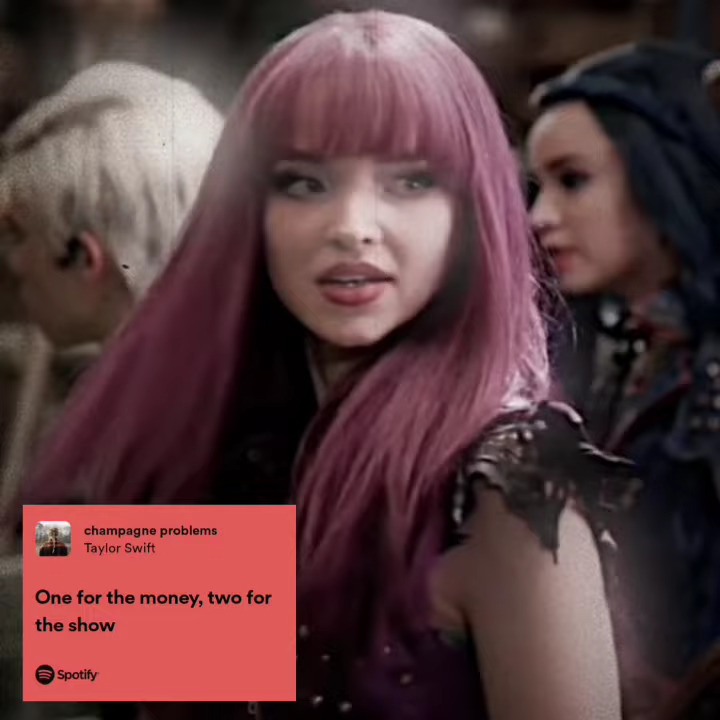 champagne problems
Taylor Swift
One for the money, two for
the show
Spotify